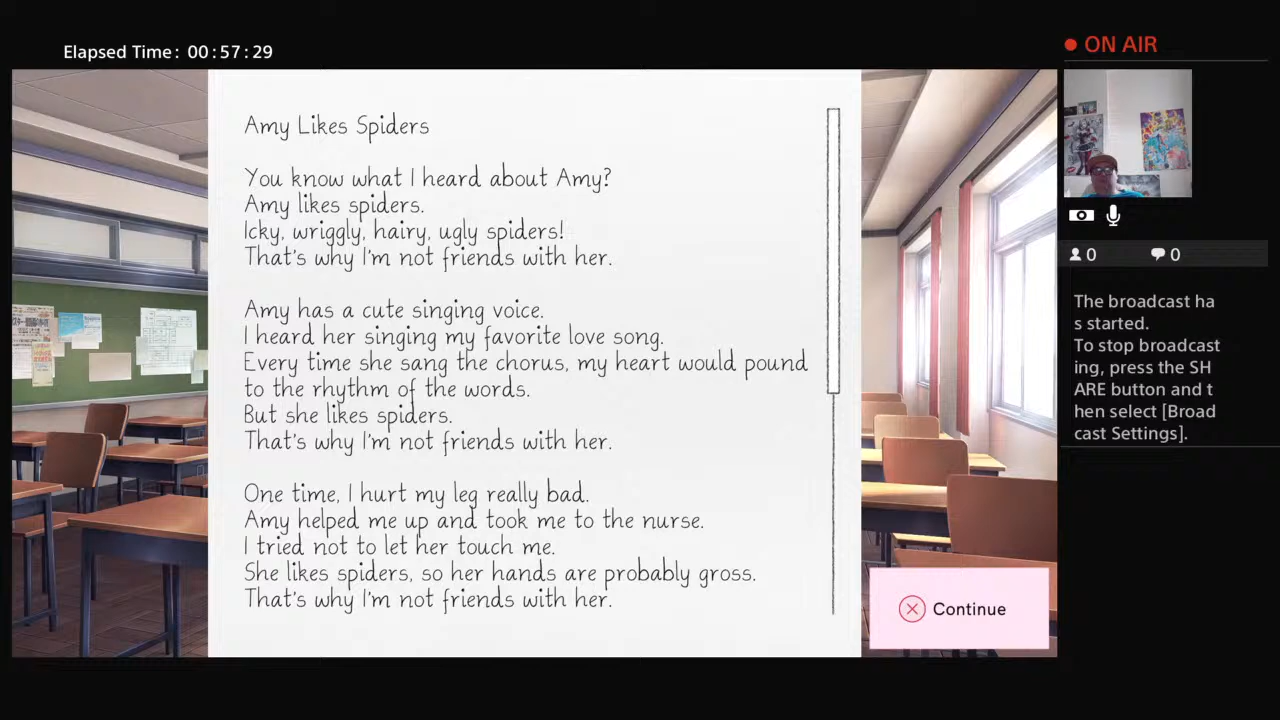 Elapsed Time: 00:57:29
ON AIR
Amy Likes Spiders
You know what I heard about Amy?
Amy likes spiders.
Icky, wriggly, hairy, ugly spiders!
That's why I'm not friends with her.
Amy has a cute singing voice.
I heard her singing my favorite love song.
Every time she sang the chorus, my heart would pound
to the rhythm of the words.
But she likes spiders.
That's why I'm not friends with her.
One time, I hurt my leg really bad.
Amy helped me up and took me to the nurse.
I tried not to let her touch me.
She likes spiders, so her hands are probably gross.
That's why I'm not friends with her.
Continue
0
0
The broadcast ha
s started.
To stop broadcast
ing, press the SH
ARE button and t
hen select [Broad
cast Settings].